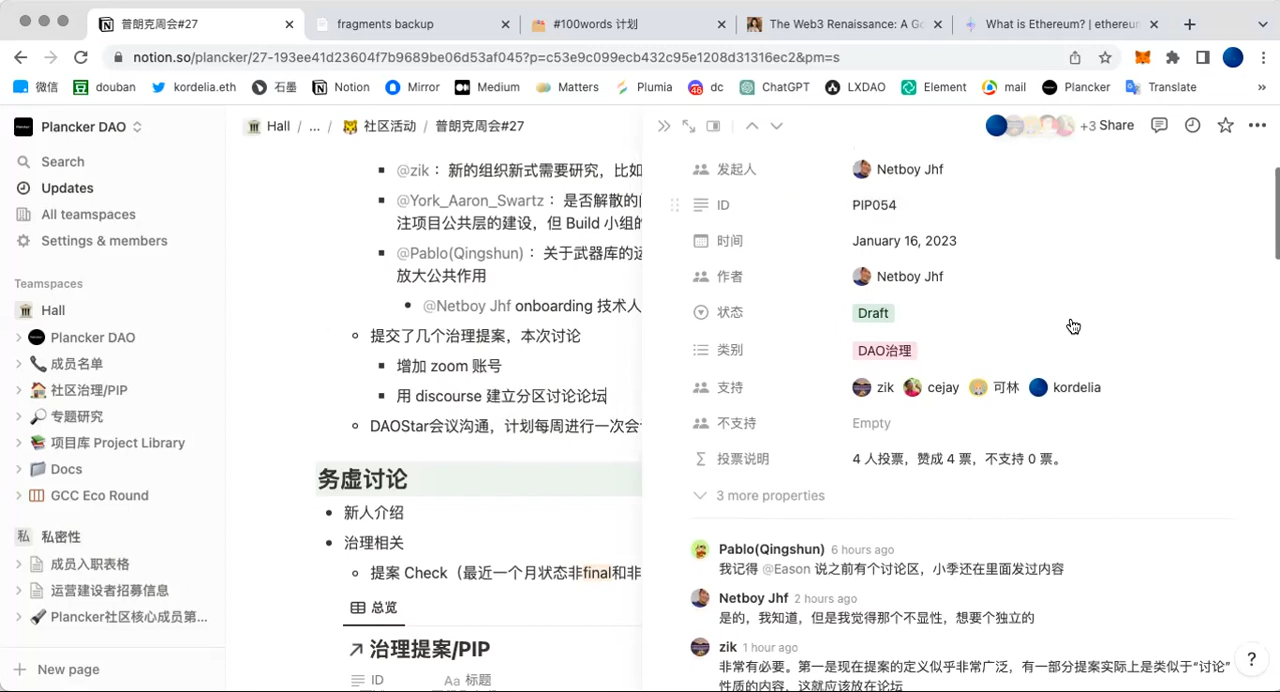 普朗克周会#27
fragments backup
#100words 计划
The Web3 Renaissance: A Go
What is Ethereum? | ethereum
notion.so/plancker/27-193ee41d23604f7b9689be06d53af045?p=c53e9c099ecb432c95e1208d31316ec2&pm=s
微信 douban kordelia.eth 石墨 Notion Mirror Medium Matters Plumia dc ChatGPT LXDAO Element mail Plancker Translate »
48
Plancker DAO
Search
Updates
All teamspaces
Settings & members
Teamspaces
Hall
Plancker DAO
成员名单
社区治理/PIP
专题研究
项目库 Project Library
Docs
GCC Eco Round
私 私密性
成员入职表格
运营建设者招募信息
Plancker社区核心成员第...
New page
Hall / ... / 社区活动 / 普朗克周会#27
@zik： 新的组织新式需要研究，比如
@York_Aaron_Swartz： 是否解散的
注项目公共层的建设，但 Build 小组的
@Pablo(Qingshun)： 关于武器库的运
放大公共作用
@Netboy Jhf onboarding 技术人
提交了几个治理提案，本次讨论
增加 zoom 账号
用 discourse 建立分区讨论论坛
DAOStar会议沟通，计划每周进行一次会
务虚讨论
新人介绍
治理相关
提案 Check（最近一个月状态非final和非
总览
治理提案/PIP
ID Aa 标题
+3 Share
发起人 Netboy Jhf
ID PIP054
时间 January 16, 2023
作者 Netboy Jhf
状态 Draft
类别 DAO治理
支持 zik cejay 可林 kordelia
不支持 Empty
投票说明 4 人投票，赞成 4 票，不支持 0 票。
3 more properties
Pablo(Qingshun) 6 hours ago
我记得 @Eason 说之前有个讨论区，小季还在里面发过内容
Netboy Jhf 2 hours ago
是的，我知道，但是我觉得那个不显性，想要个独立的
zik 1 hour ago
非常有必要。第一是现在提案的定义似乎非常广泛，有一部分提案实际上是类似于“讨论”
性质的内容，这就应该放在论坛
?